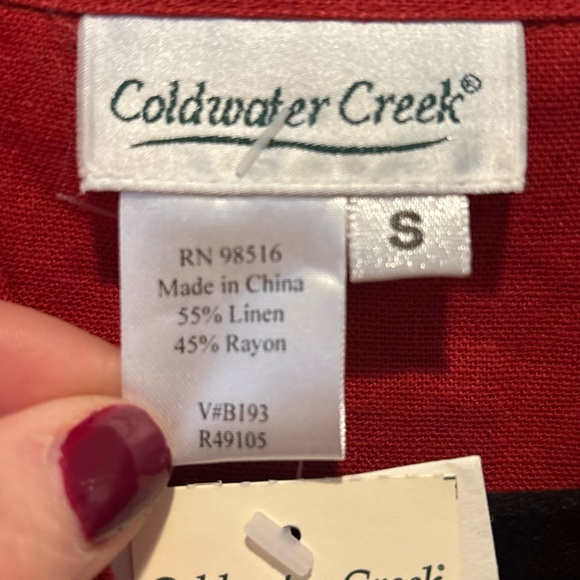 Coldwater Creek®
S
RN 98516
Made in China
55% Linen
45% Rayon
V#B193
R49105